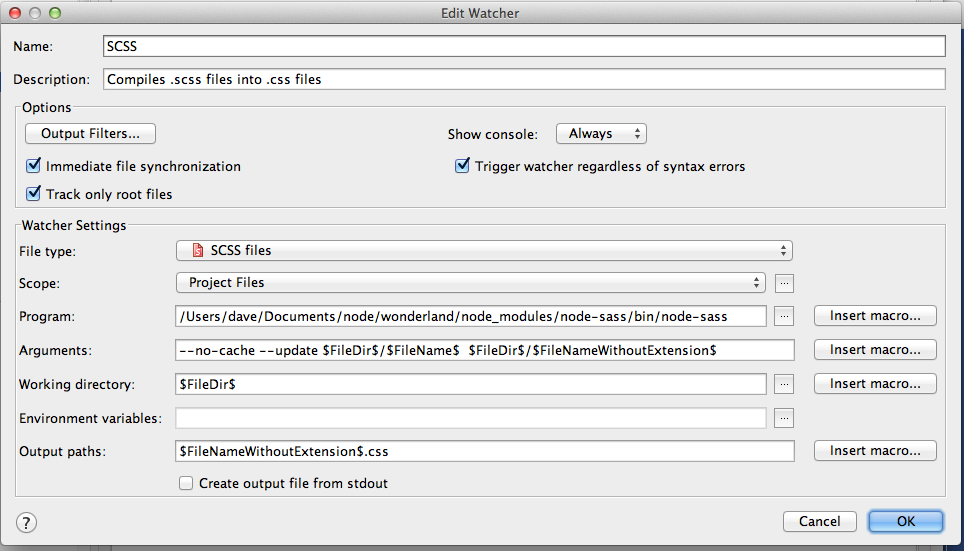 Edit Watcher
Name: SCSS
Description: Compiles .scss files into .css files
Options
Output Filters... Show console: Always
Immediate file synchronization Trigger watcher regardless of syntax errors
Track only root files
Watcher Settings
File type: SCSS files
Scope: Project Files ...
Program: /Users/dave/Documents/node/wonderland/node_modules/node-sass/bin/node-sass ... Insert macro...
Arguments: --no-cache --update $FileDir$/$FileName$  $FileDir$/$FileNameWithoutExtension$ Insert macro...
Working directory: $FileDir$ ... Insert macro...
Environment variables: ...
Output paths: $FileNameWithoutExtension$.css Insert macro...
Create output file from stdout
? Cancel OK